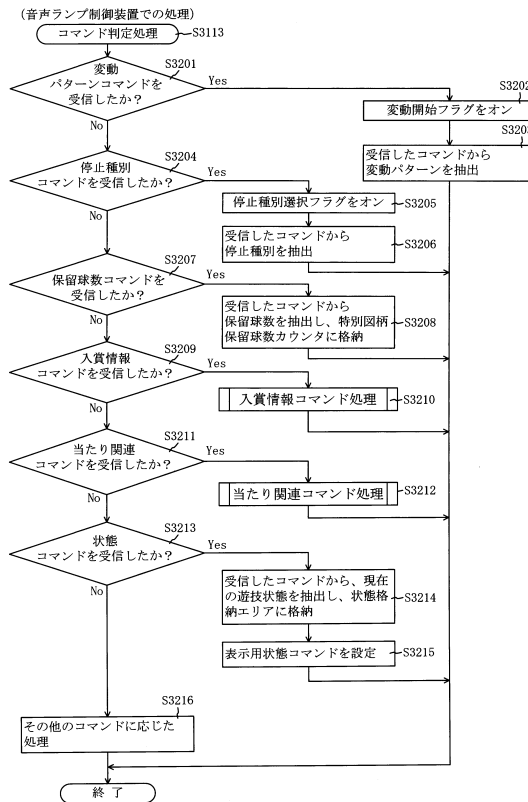 (音声ランプ制御装置での処理)
コマンド判定処理
S3113
S3201
変動
パターンコマンドを
受信したか？
Yes
No
S3202
変動開始フラグをオン
S3203
受信したコマンドから
変動パターンを抽出
S3204
停止種別
コマンドを受信したか？
Yes
No
停止種別選択フラグをオン
S3205
受信したコマンドから
停止種別を抽出
S3206
S3207
保留球数コマンドを
受信したか？
Yes
No
受信したコマンドから
保留球数を抽出し、特別図柄
保留球数カウンタに格納
S3208
S3209
入賞情報
コマンドを受信したか？
Yes
No
入賞情報コマンド処理
S3210
S3211
当たり関連
コマンドを受信したか？
Yes
No
当たり関連コマンド処理
S3212
S3213
状態
コマンドを受信したか？
Yes
No
受信したコマンドから、現在
の遊技状態を抽出し、状態格
納エリアに格納
S3214
表示用状態コマンドを設定
S3215
S3216
その他のコマンドに応じた
処理
終了